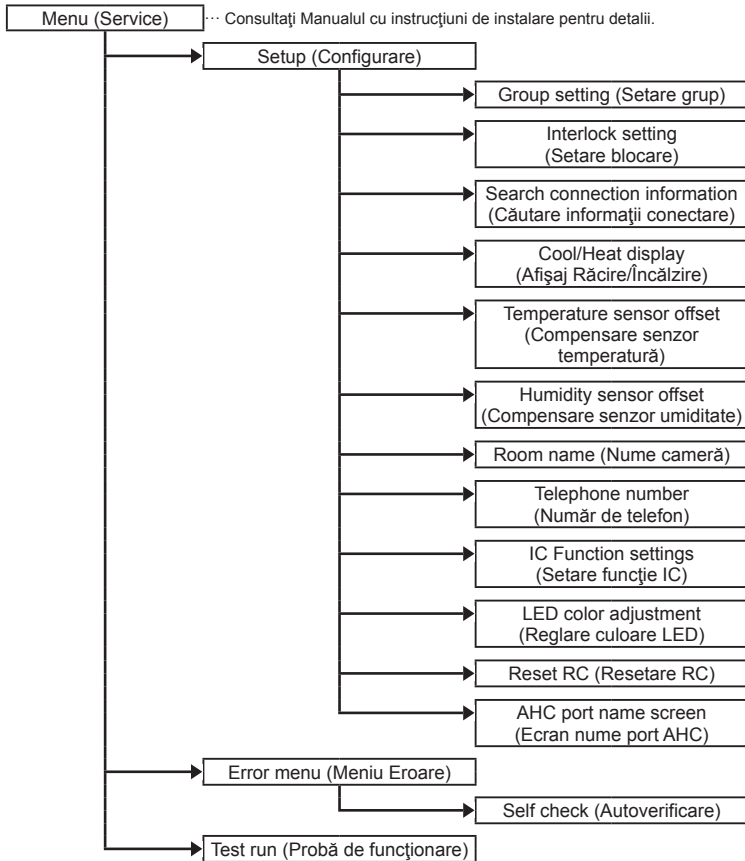 Menu (Service) ··· Consultaţi Manualul cu instrucţiuni de instalare pentru detalii.
Setup (Configurare)
Group setting (Setare grup)
Interlock setting
(Setare blocare)
Search connection information
(Căutare informaţii conectare)
Cool/Heat display
(Afişaj Răcire/Încălzire)
Temperature sensor offset
(Compensare senzor
temperatură)
Humidity sensor offset
(Compensare senzor umiditate)
Room name (Nume cameră)
Telephone number
(Număr de telefon)
IC Function settings
(Setare funcţie IC)
LED color adjustment
(Reglare culoare LED)
Reset RC (Resetare RC)
AHC port name screen
(Ecran nume port AHC)
Error menu (Meniu Eroare)
Self check (Autoverificare)
Test run (Probă de funcţionare)